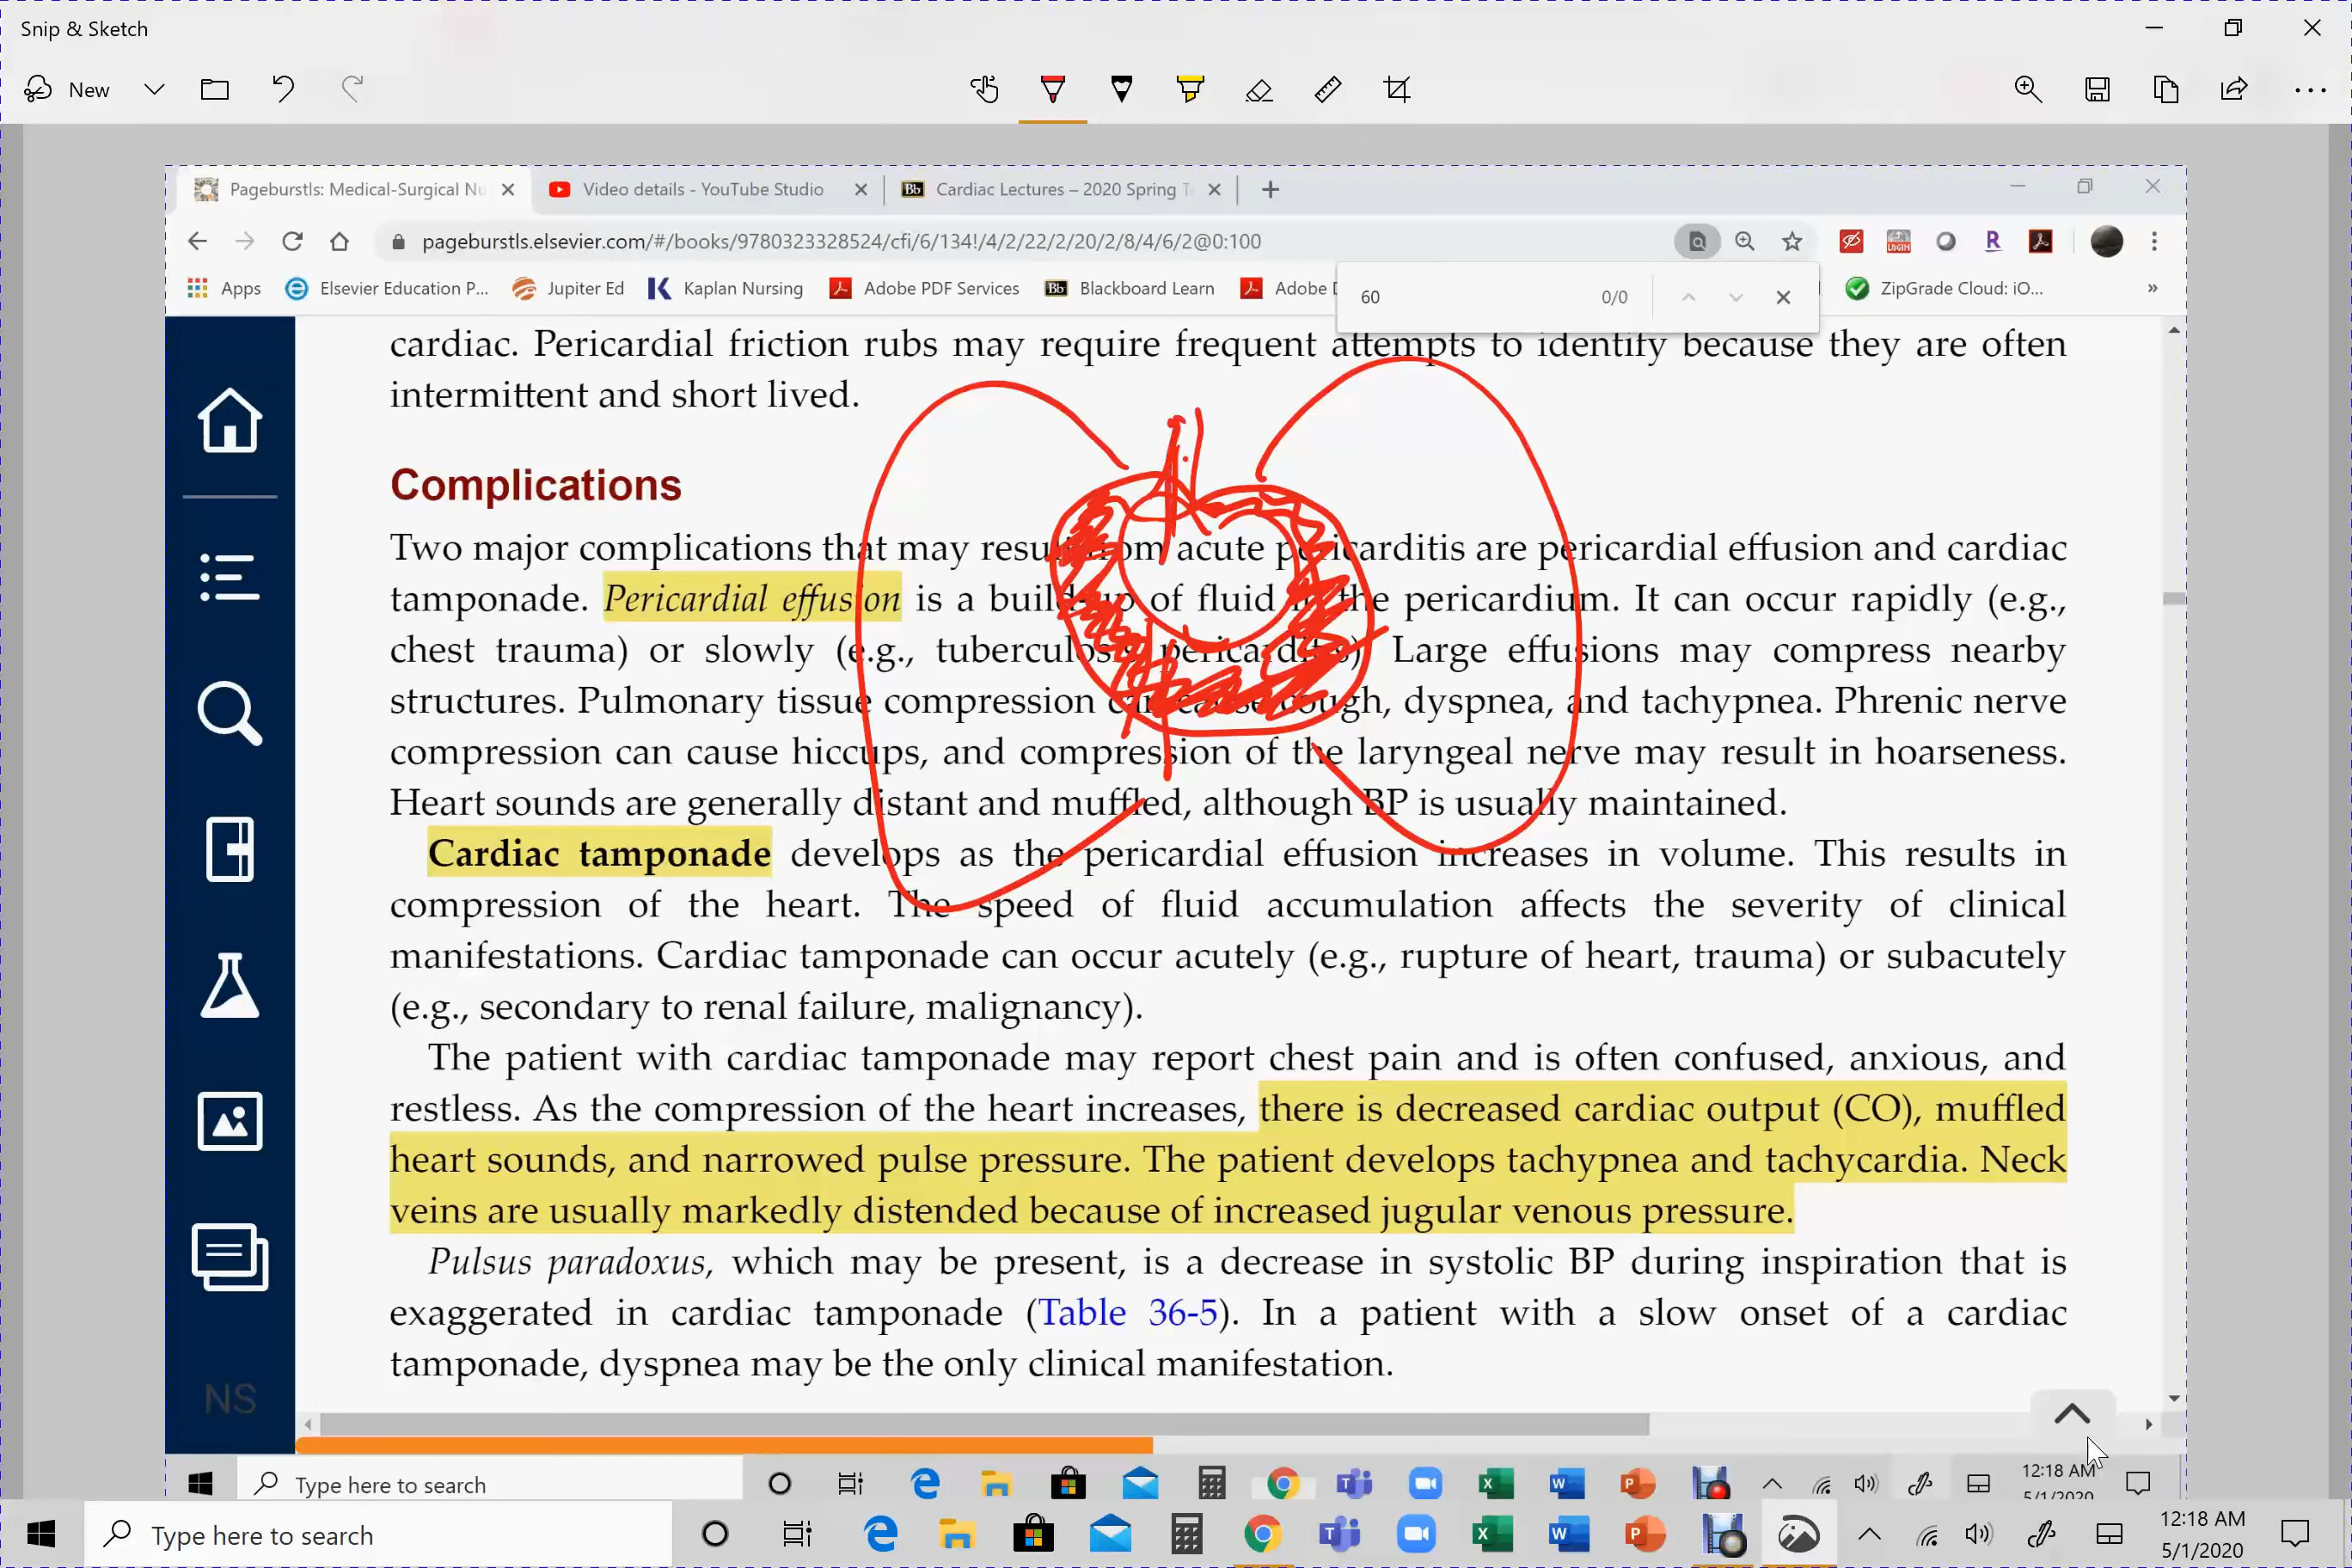 Snip & Sketch
New
Pageburstls: Medical-Surgical Nu
Video details - YouTube Studio
Bb Cardiac Lectures – 2020 Spring T
pageburstls.elsevier.com/#/books/9780323328524/cfi/6/134!/4/2/22/2/20/2/8/4/6/2@0:100
Apps
Elsevier Education P...
Jupiter Ed
Kaplan Nursing
Adobe PDF Services
Bb Blackboard Learn
Adobe D
60
0/0
ZipGrade Cloud: iO...
»
cardiac. Pericardial friction rubs may require frequent attempts to identify because they are often
intermittent and short lived.
Complications
Two major complications that may result from acute pericarditis are pericardial effusion and cardiac
tamponade. Pericardial effusion is a build-up of fluid in the pericardium. It can occur rapidly (e.g.,
chest trauma) or slowly (e.g., tuberculosis pericarditis). Large effusions may compress nearby
structures. Pulmonary tissue compression can cause cough, dyspnea, and tachypnea. Phrenic nerve
compression can cause hiccups, and compression of the laryngeal nerve may result in hoarseness.
Heart sounds are generally distant and muffled, although BP is usually maintained.
Cardiac tamponade develops as the pericardial effusion increases in volume. This results in
compression of the heart. The speed of fluid accumulation affects the severity of clinical
manifestations. Cardiac tamponade can occur acutely (e.g., rupture of heart, trauma) or subacutely
(e.g., secondary to renal failure, malignancy).
The patient with cardiac tamponade may report chest pain and is often confused, anxious, and
restless. As the compression of the heart increases, there is decreased cardiac output (CO), muffled
heart sounds, and narrowed pulse pressure. The patient develops tachypnea and tachycardia. Neck
veins are usually markedly distended because of increased jugular venous pressure.
Pulsus paradoxus, which may be present, is a decrease in systolic BP during inspiration that is
exaggerated in cardiac tamponade (Table 36-5). In a patient with a slow onset of a cardiac
tamponade, dyspnea may be the only clinical manifestation.
NS
Type here to search
12:18 AM
5/1/2020
Type here to search
12:18 AM
5/1/2020